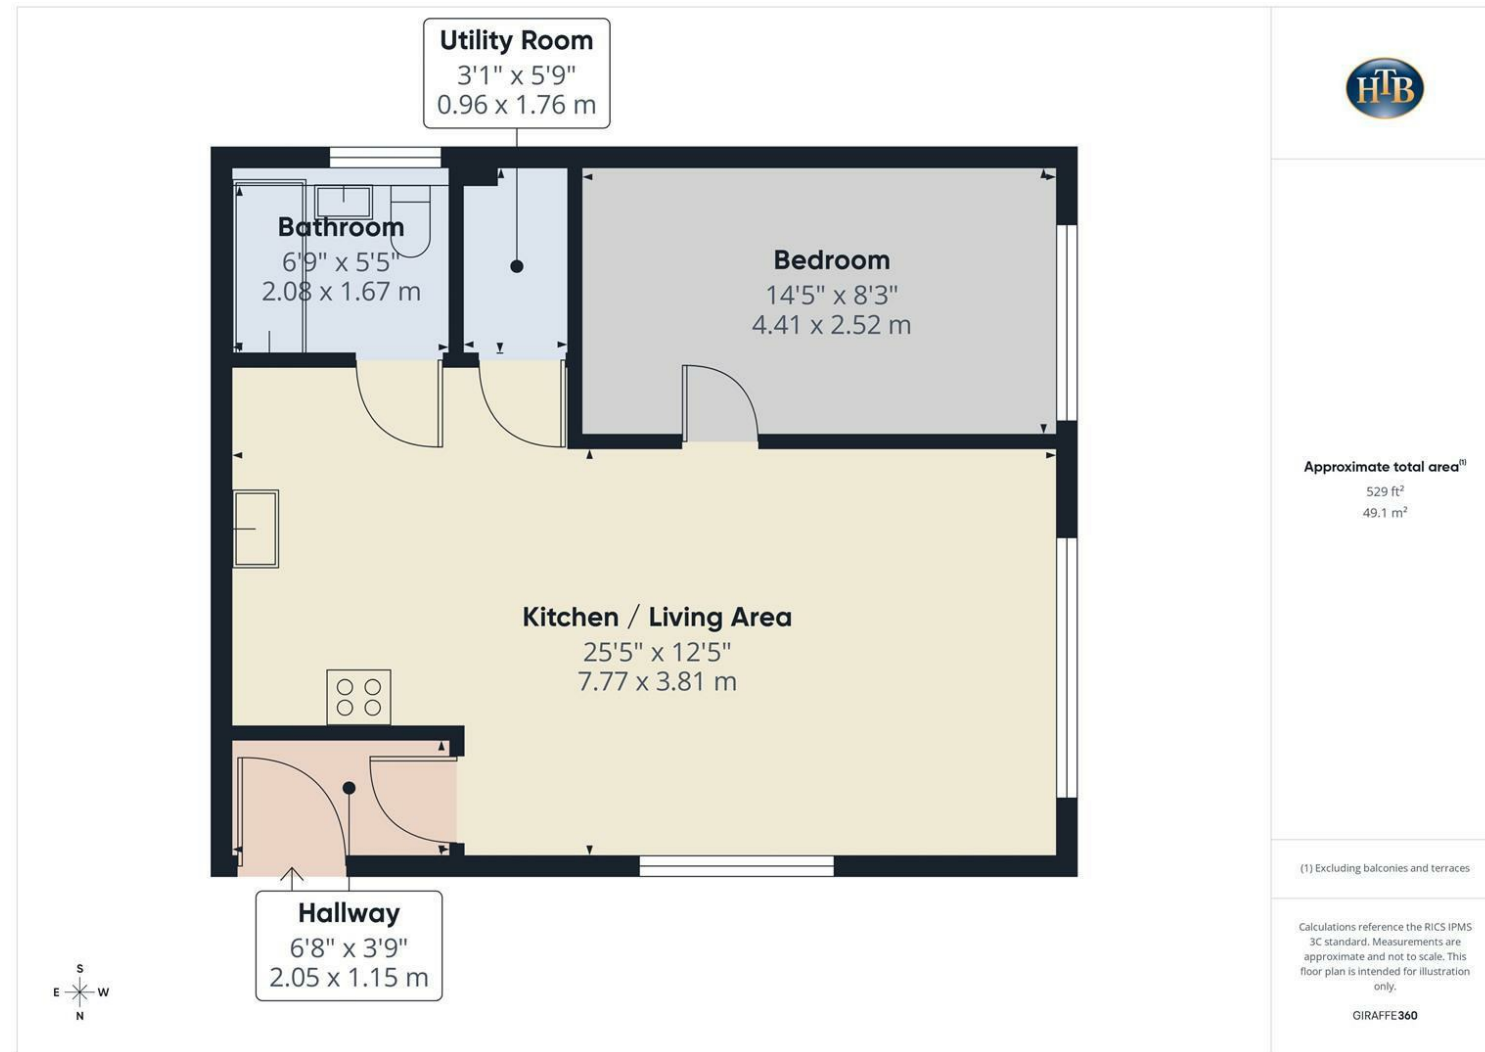 Utility Room
3'1" x 5'9"
0.96 x 1.76 m
HTB
Bathroom
6'9" x 5'5"
2.08 x 1.67 m
Bedroom
14'5" x 8'3"
4.41 x 2.52 m
Approximate total area⁽¹⁾
529 ft²
49.1 m²
Kitchen / Living Area
25'5" x 12'5"
7.77 x 3.81 m
Hallway
6'8" x 3'9"
2.05 x 1.15 m
S
E W
N
(1) Excluding balconies and terraces
Calculations reference the RICS IPMS
3C standard. Measurements are
approximate and not to scale. This
floor plan is intended for illustration
only.
GIRAFFE360